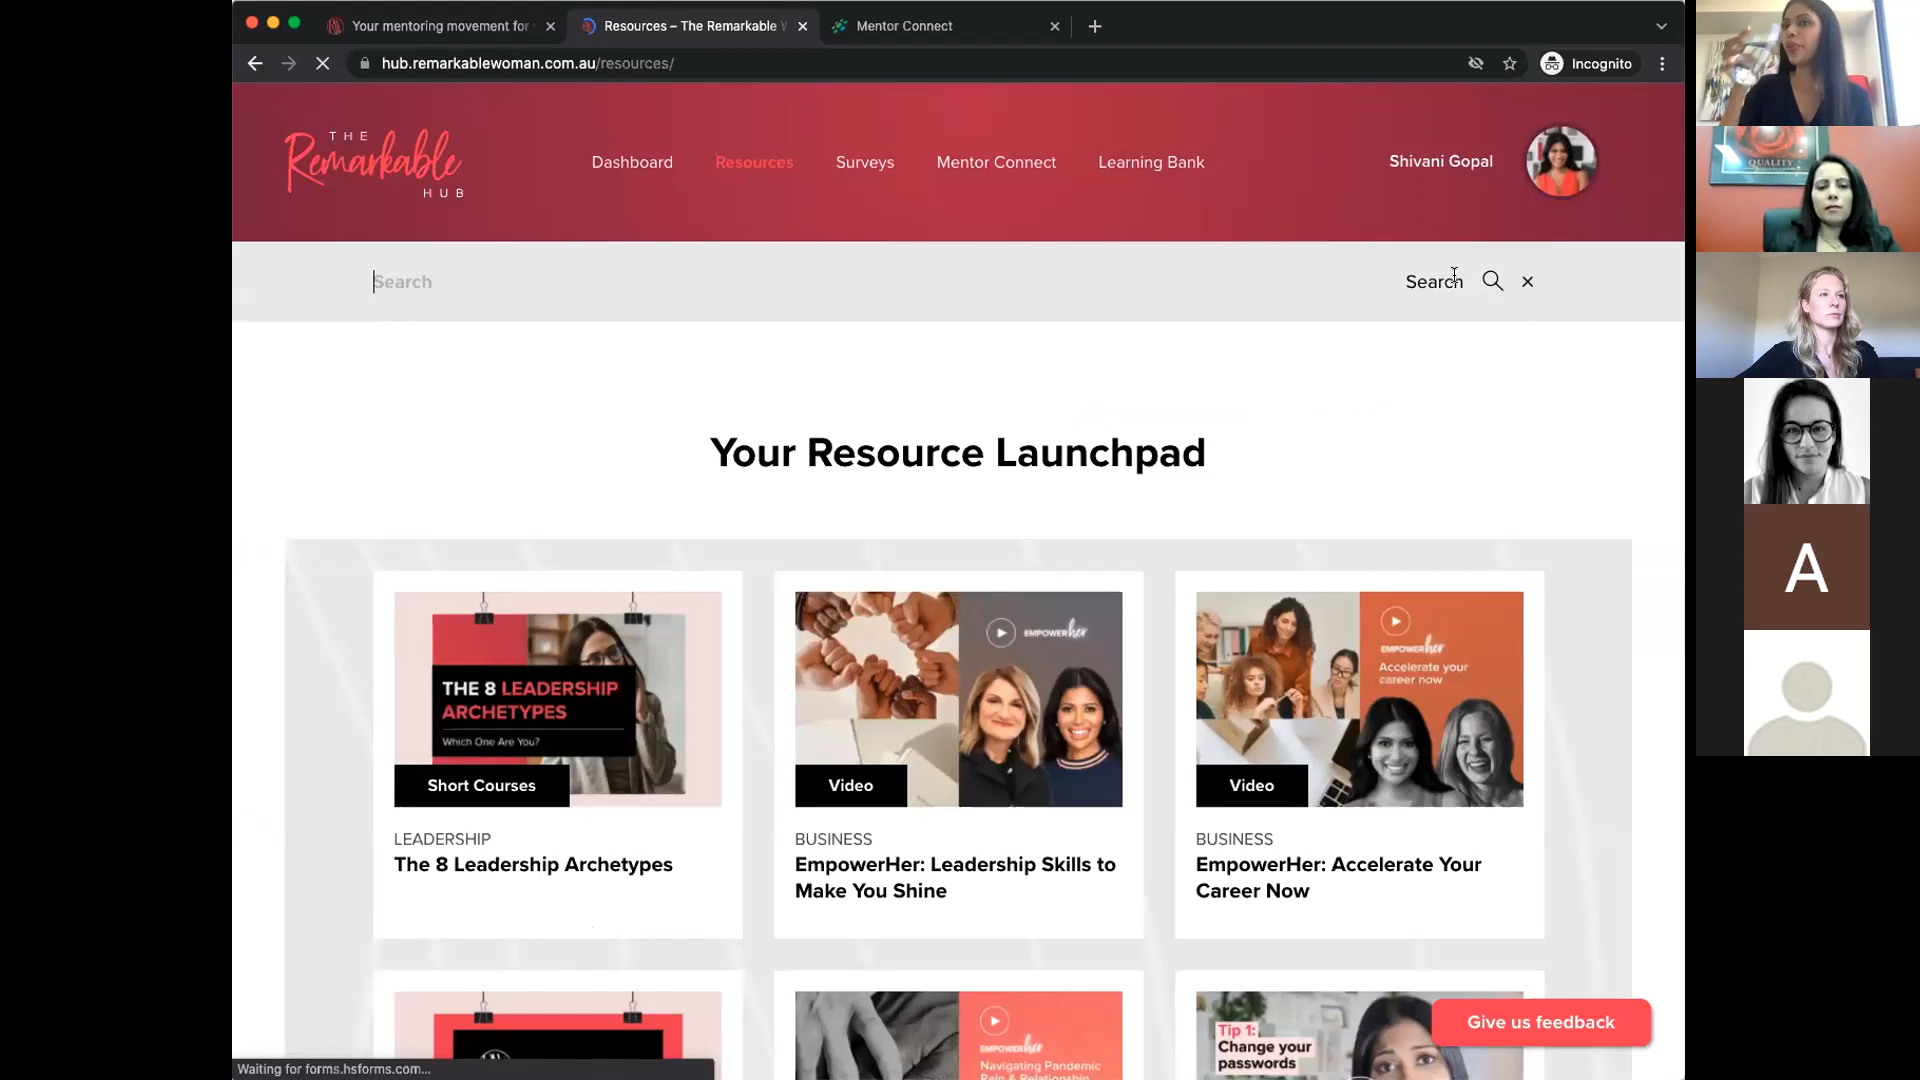 Your mentoring movement for
Resources – The Remarkable
Mentor Connect
hub.remarkablewoman.com.au/resources/
Incognito
THE
Remarkable
HUB
Dashboard
Resources
Surveys
Mentor Connect
Learning Bank
Shivani Gopal
Search
Search
QUALITY
Your Resource Launchpad
THE 8 LEADERSHIP
ARCHETYPES
Which One Are You?
Short Courses
LEADERSHIP
The 8 Leadership Archetypes
EMPOWERher
Video
BUSINESS
EmpowerHer: Leadership Skills to
Make You Shine
EMPOWERher
Accelerate your
career now
Video
BUSINESS
EmpowerHer: Accelerate Your
Career Now
A
EMPOWERher
Navigating Pandemic
Pain & Relationship
Tip 1:
Change your
passwords
Give us feedback
Waiting for forms.hsforms.com...